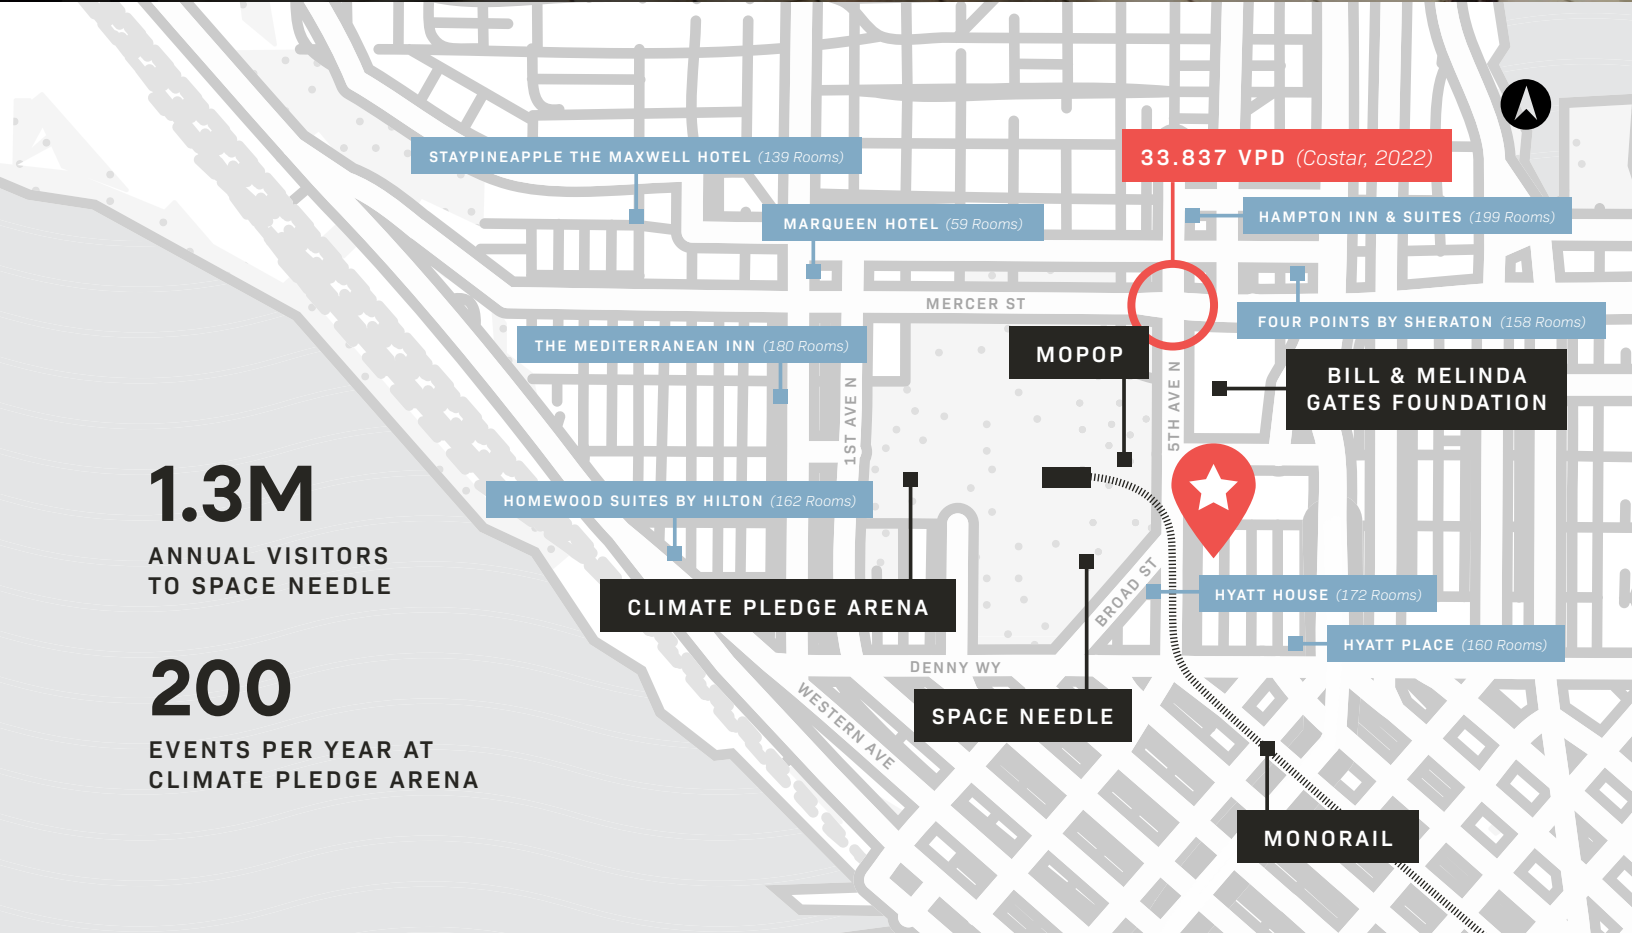 STAYPINEAPPLE THE MAXWELL HOTEL (139 Rooms)
33.837 VPD (Costar, 2022)
MARQUEEN HOTEL (59 Rooms)
HAMPTON INN & SUITES (199 Rooms)
MERCER ST
FOUR POINTS BY SHERATON (158 Rooms)
THE MEDITERRANEAN INN (180 Rooms)
MOPOP
BILL & MELINDA
GATES FOUNDATION
1ST AVE N
5TH AVE N
1.3M
ANNUAL VISITORS
TO SPACE NEEDLE
HOMEWOOD SUITES BY HILTON (162 Rooms)
CLIMATE PLEDGE ARENA
BROAD ST
HYATT HOUSE (172 Rooms)
HYATT PLACE (160 Rooms)
DENNY WY
200
EVENTS PER YEAR AT
CLIMATE PLEDGE ARENA
WESTERN AVE
SPACE NEEDLE
MONORAIL